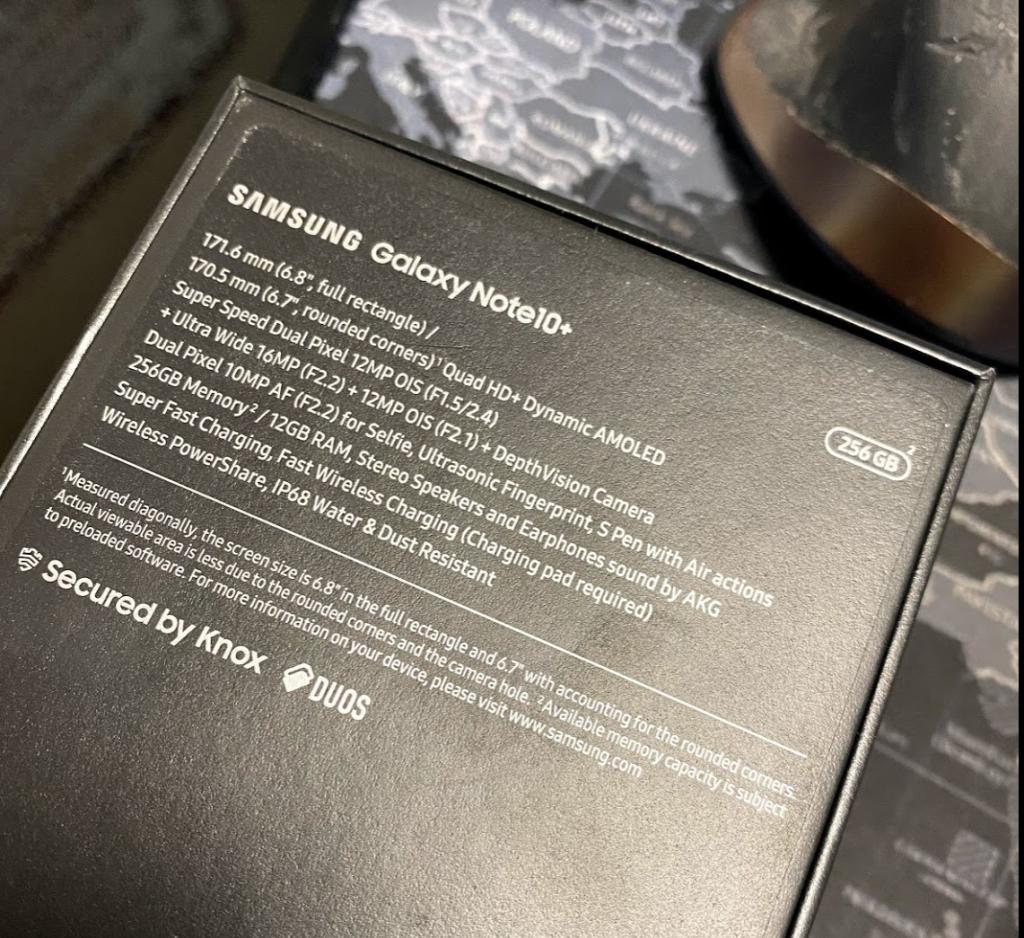 SAMSUNG Galaxy Note10+
171.6 mm (6.8", full rectangle) /
170.5 mm (6.7", rounded corners)¹ Quad HD+ Dynamic AMOLED
Super Speed Dual Pixel 12MP OIS (F1.5/2.4)
+ Ultra Wide 16MP (F2.2) + 12MP OIS (F2.1) + DepthVision Camera
Dual Pixel 10MP AF (F2.2) for Selfie, Ultrasonic Fingerprint, S Pen with Air actions
256GB Memory² / 12GB RAM, Stereo Speakers and Earphones sound by AKG
Super Fast Charging, Fast Wireless Charging (Charging pad required)
Wireless PowerShare, IP68 Water & Dust Resistant
256 GB²
¹Measured diagonally, the screen size is 6.8" in the full rectangle and 6.7" with accounting for the rounded corners.
Actual viewable area is less due to the rounded corners and the camera hole. ²Available memory capacity is subject
to preloaded software. For more information on your device, please visit www.samsung.com
Secured by Knox DUOS
POLAND